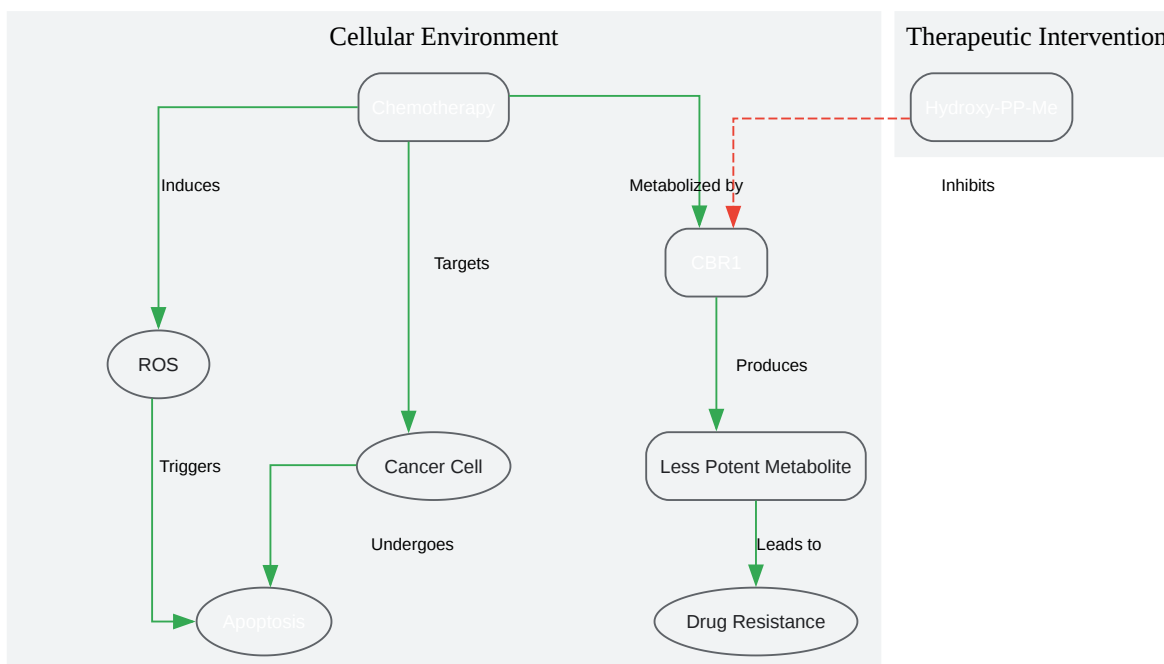 Cellular Environment
Therapeutic Intervention
Chemotherapy
Hydroxy-PP-Me
Induces
Metabolized by
Inhibits
Targets
CBR1
ROS
Produces
Triggers
Cancer Cell
Less Potent Metabolite
Undergoes
Leads to
Apoptosis
Drug Resistance